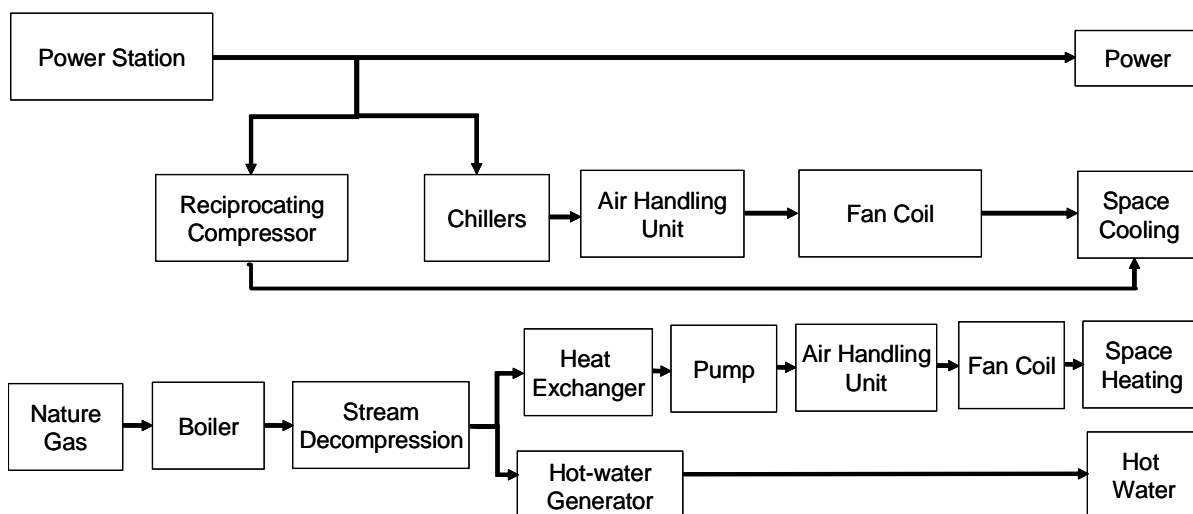 Power Station
Power
Reciprocating
Compressor
Chillers
Air Handling
Unit
Fan Coil
Space
Cooling
Heat
Exchanger
Pump
Air Handling
Unit
Fan Coil
Space
Heating
Nature
Gas
Boiler
Stream
Decompression
Hot-water
Generator
Hot
Water